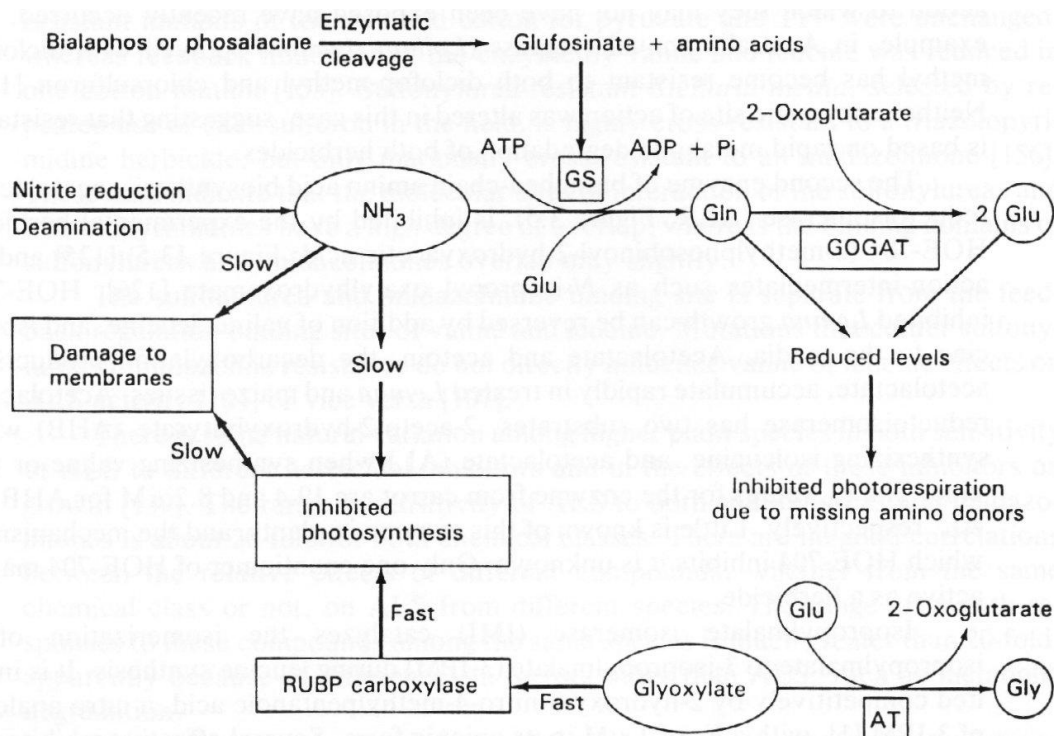 Enzymatic
Bialaphos or phosalacine
Glufosinate + amino acids
cleavage
2-Oxoglutarate
ATP
ADP + Pi
GS
Nitrite reduction
Deamination
NH3
Gln
2 Glu
GOGAT
Slow
Glu
Damage to
membranes
Slow
Reduced levels
Slow
Inhibited
photosynthesis
Inhibited photorespiration
due to missing amino donors
Fast
Glu
2-Oxoglutarate
RUBP carboxylase
Fast
Glyoxylate
Gly
AT